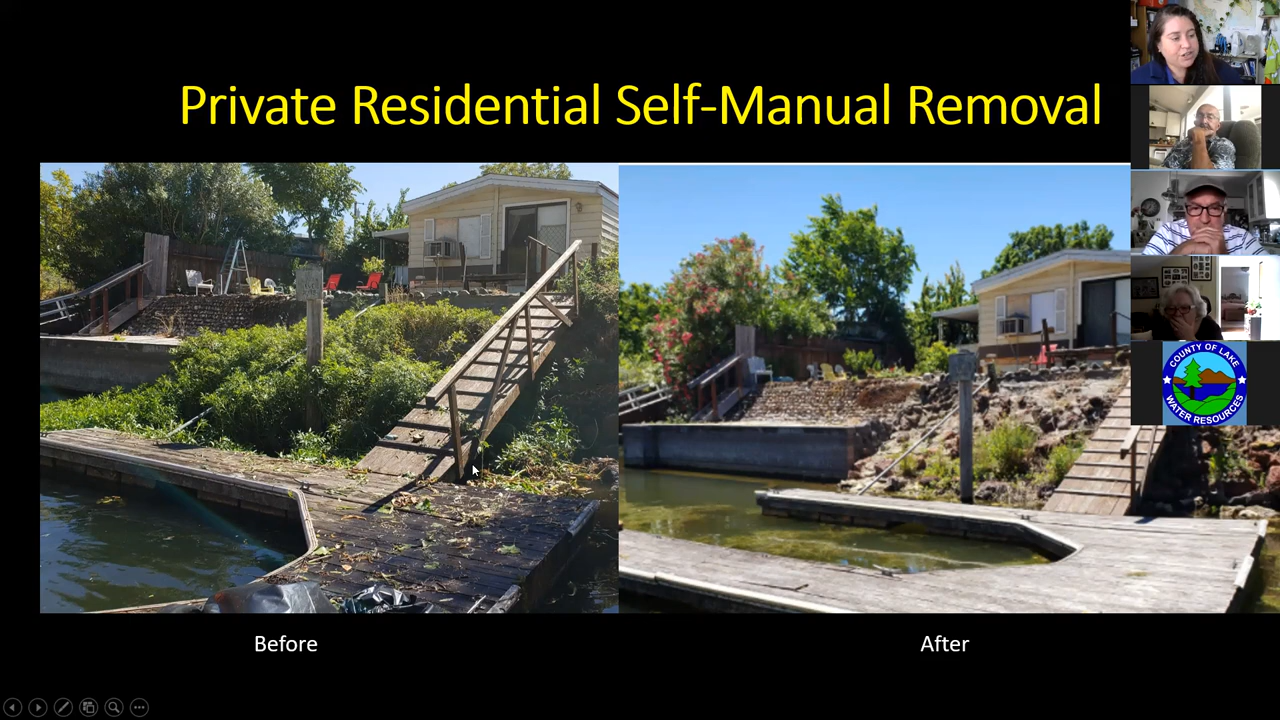 Private Residential Self-Manual Removal
COUNTY OF LAKE
WATER RESOURCES
Before
After